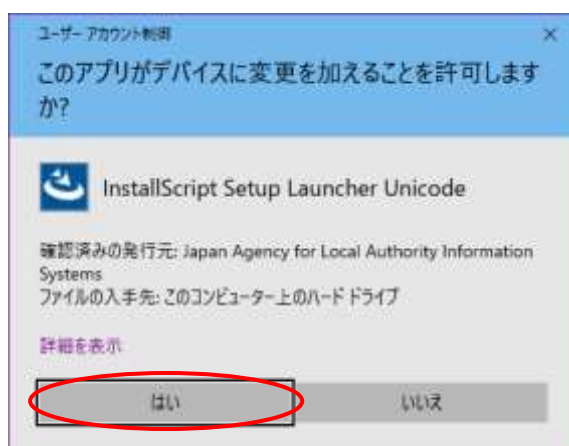 ユーザー アカウント制御
このアプリがデバイスに変更を加えることを許可します
か?
InstallScript Setup Launcher Unicode
確認済みの発行元: Japan Agency for Local Authority Information
Systems
ファイルの入手先: このコンピューター上のハード ドライブ
詳細を表示
はい
いいえ